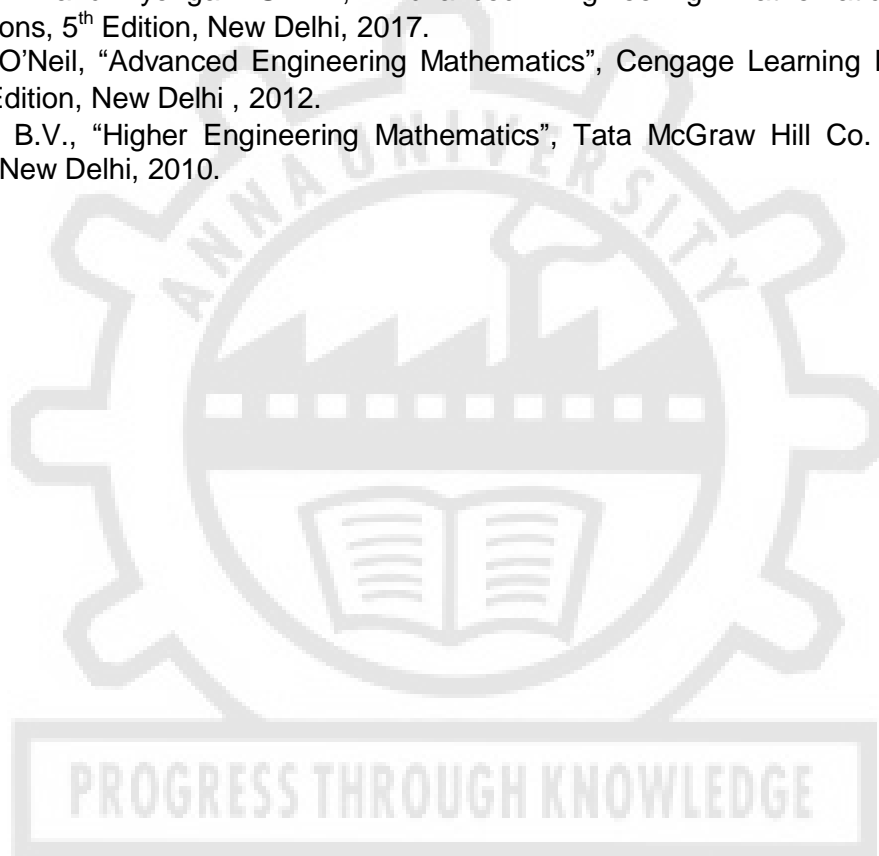 ons, 5th Edition, New Delhi, 2017.
O'Neil, “Advanced Engineering Mathematics”, Cengage Learning
Edition, New Delhi , 2012.
B.V., “Higher Engineering Mathematics”, Tata McGraw Hill Co.
New Delhi, 2010.
ANNA UNIVERSITY
PROGRESS THROUGH KNOWLEDGE